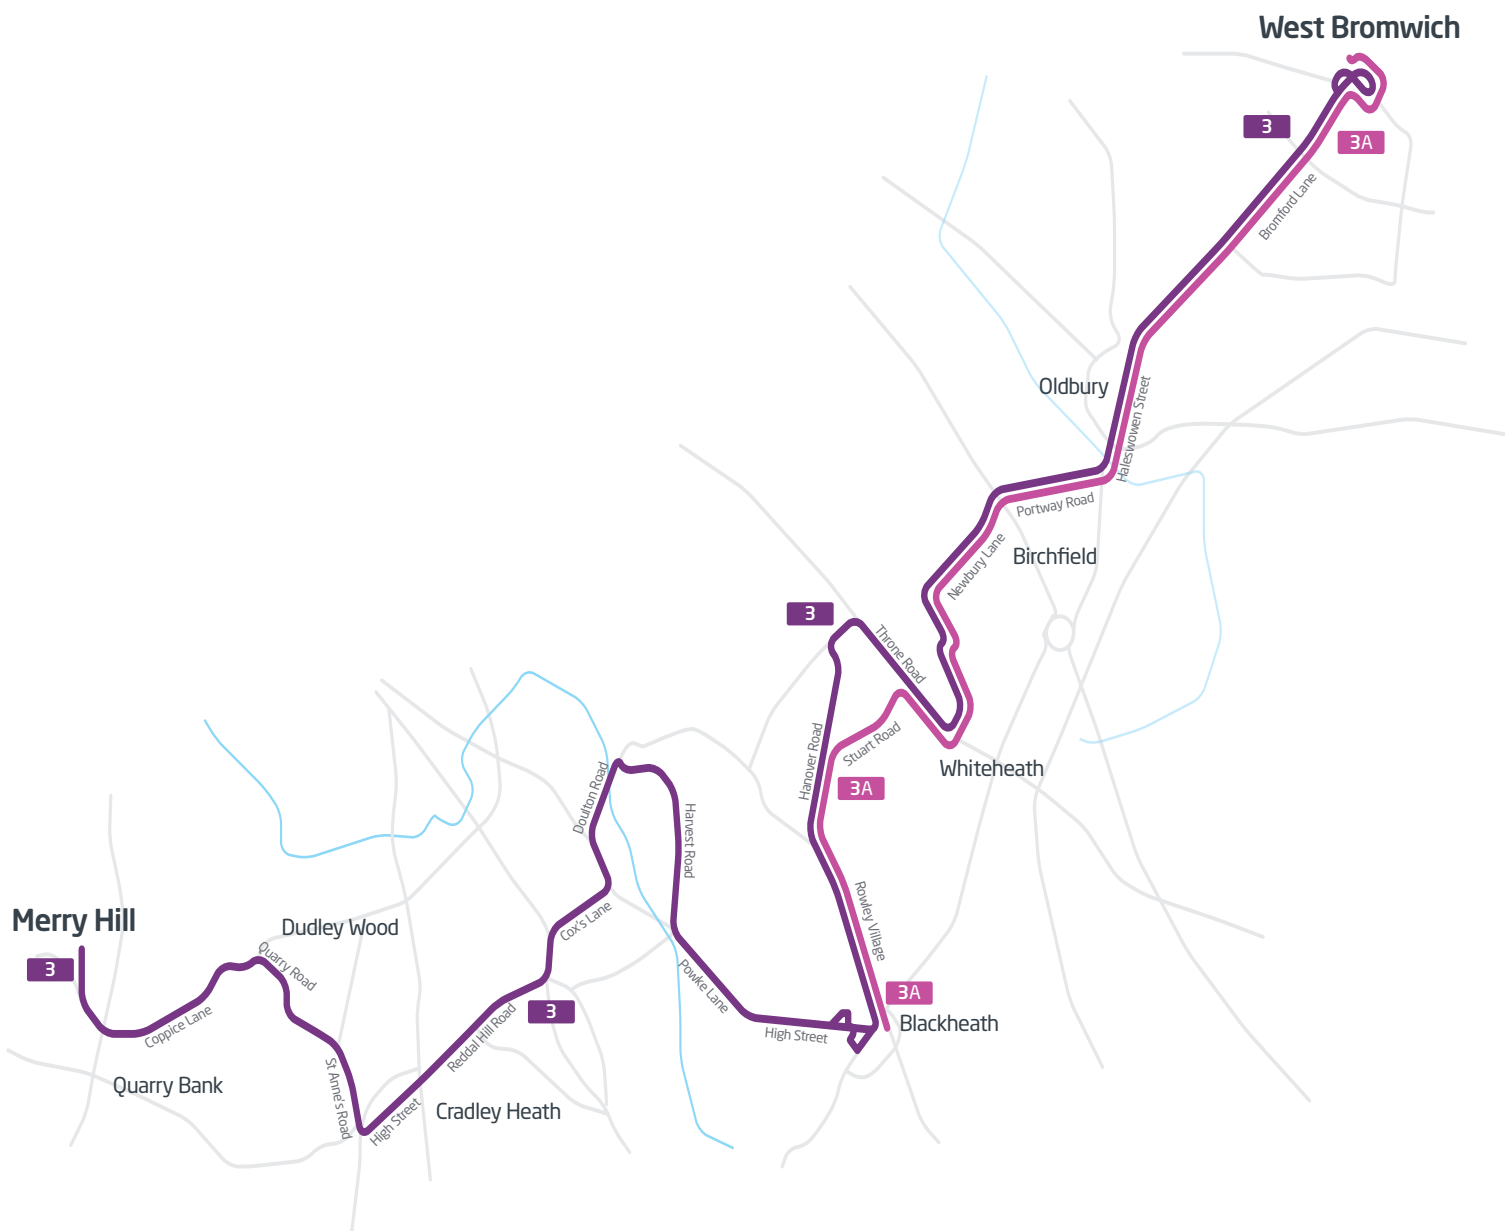 West Bromwich
3
3A
Bromford Lane
Oldbury
Haleswowen Street
Portway Road
Birchfield
Newbury Lane
3
Throne Road
Stuart Road
Hanover Road
Whiteheath
3A
Doulton Road
Harvest Road
Rowley Village
Merry Hill
Dudley Wood
Cox's Lane
3
Quarry Road
Powke Lane
3A
Coppice Lane
Reddal Hill Road
3
High Street
Blackheath
Quarry Bank
St Anne's Road
High Street
Cradley Heath